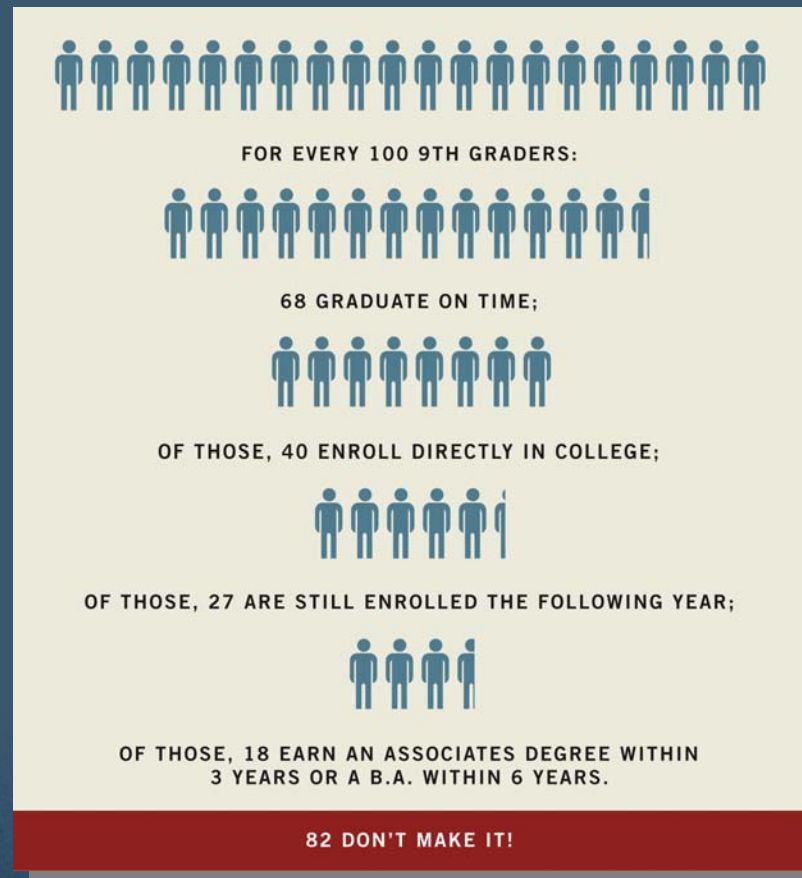 FOR EVERY 100 9TH GRADERS:
68 GRADUATE ON TIME;
OF THOSE, 40 ENROLL DIRECTLY IN COLLEGE;
OF THOSE, 27 ARE STILL ENROLLED THE FOLLOWING YEAR;
OF THOSE, 18 EARN AN ASSOCIATES DEGREE WITHIN
3 YEARS OR A B.A. WITHIN 6 YEARS.
82 DON'T MAKE IT!